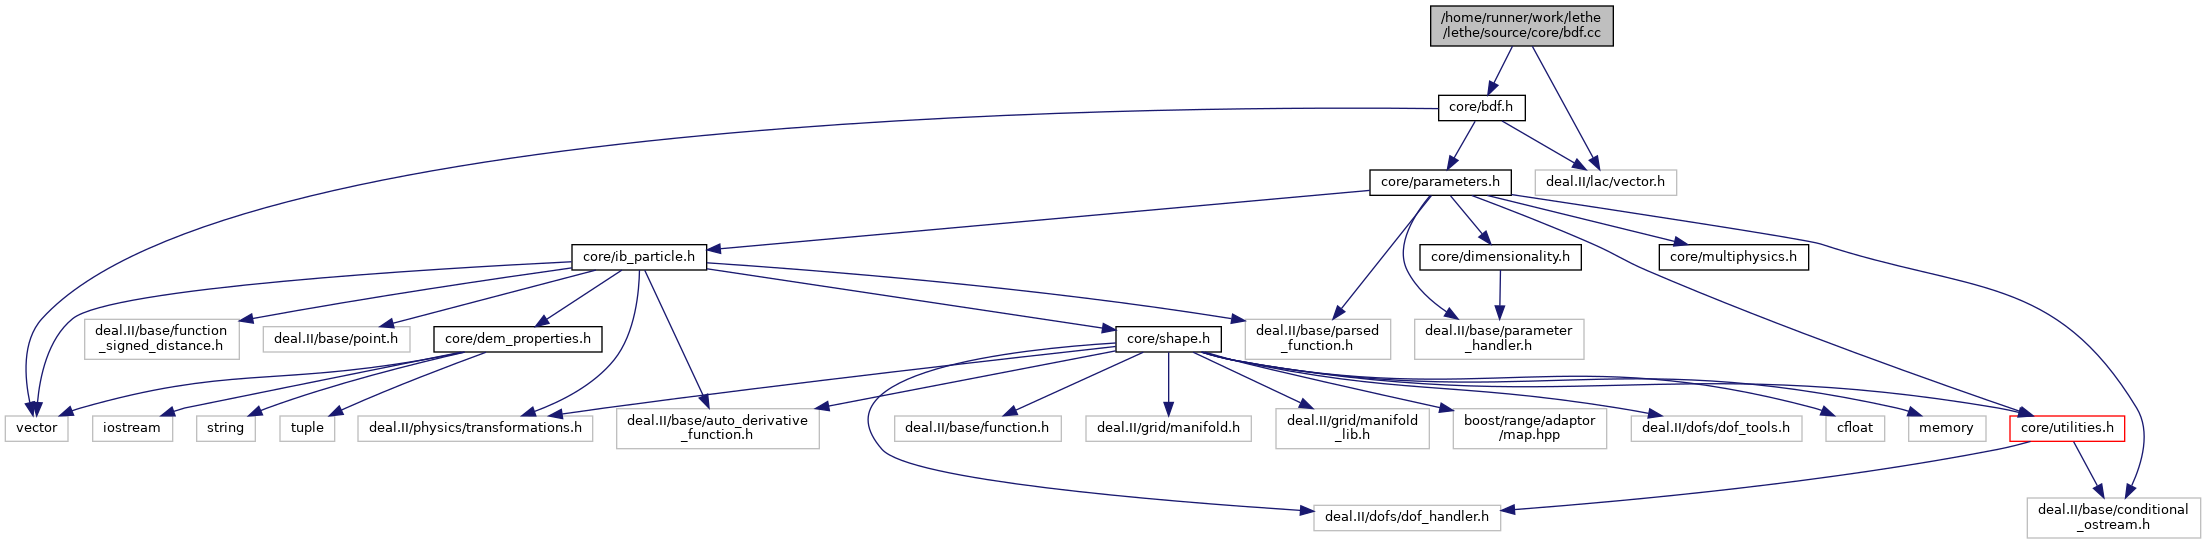 /home/runner/work/lethe
/lethe/source/core/bdf.cc
core/bdf.h
core/parameters.h
deal.II/lac/vector.h
core/ib_particle.h
core/dimensionality.h
core/multiphysics.h
deal.II/base/function
_signed_distance.h
deal.II/base/point.h
core/dem_properties.h
core/shape.h
deal.II/base/parsed
_function.h
deal.II/base/parameter
_handler.h
vector
iostream
string
tuple
deal.II/physics/transformations.h
deal.II/base/auto_derivative
_function.h
deal.II/base/function.h
deal.II/grid/manifold.h
deal.II/grid/manifold
_lib.h
boost/range/adaptor
/map.hpp
deal.II/dofs/dof_tools.h
cfloat
memory
core/utilities.h
deal.II/dofs/dof_handler.h
deal.II/base/conditional
_ostream.h